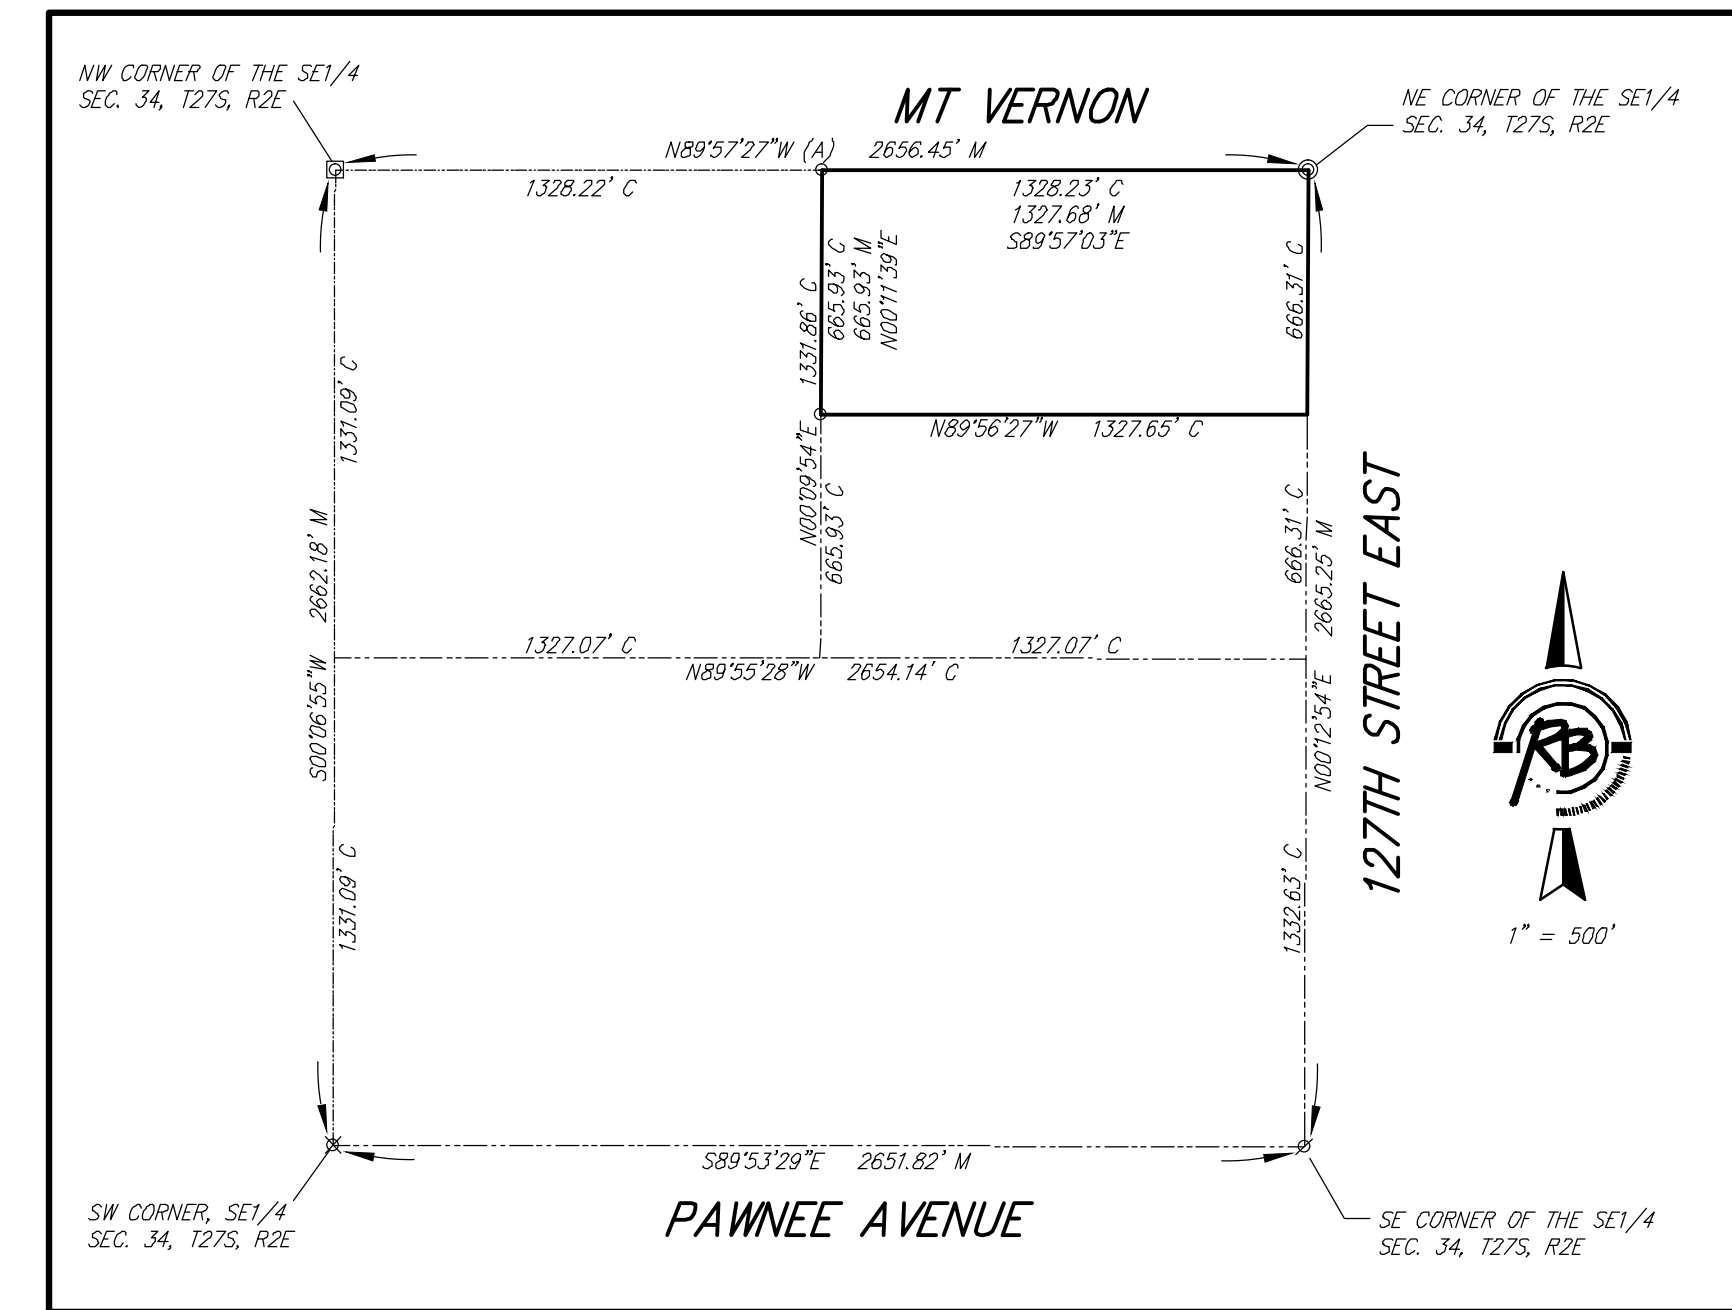 NW CORNER OF THE SE1/4
SEC. 34, T27S, R2E
MT VERNON
NE CORNER OF THE SE1/4
SEC. 34, T27S, R2E
N89°57'27"W (A) 2656.45' M
1328.22' C
1328.23' C
1327.68' M
S89°57'03"E
1331.86' C
665.93' C
665.93' M
N00°11'39"E
666.31' C
1331.09' C
N89°56'27"W 1327.65' C
N00°09'54"E
665.93' C
666.31' C
S00°06'55"W 2662.18' M
N00°12'54"E 2665.25' M
127TH STREET EAST
1327.07' C
1327.07' C
N89°55'28"W 2654.14' C
RB
1" = 500'
1331.09' C
1332.63' C
S89°53'29"E 2651.82' M
PAWNEE AVENUE
SW CORNER, SE1/4
SEC. 34, T27S, R2E
SE CORNER OF THE SE1/4
SEC. 34, T27S, R2E